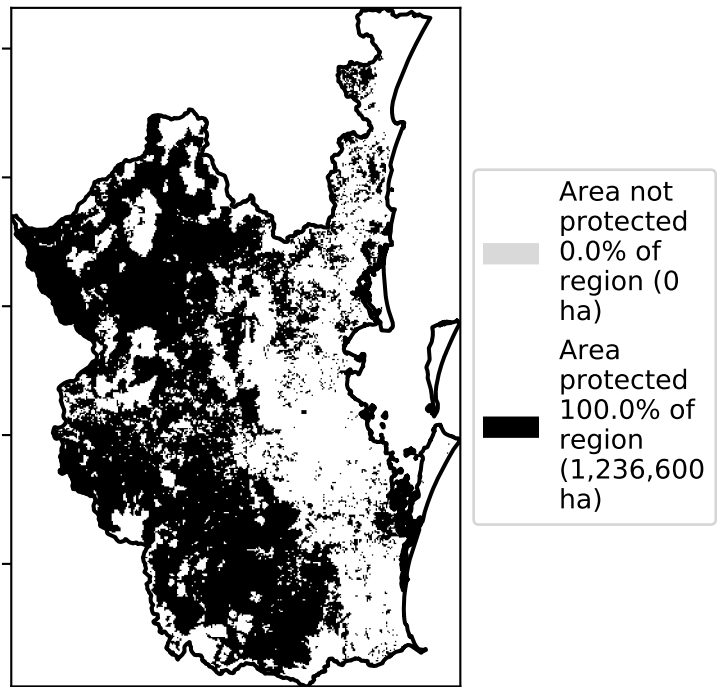 Area not
protected
0.0% of
region (0
ha)
Area
protected
100.0% of
region
(1,236,600
ha)